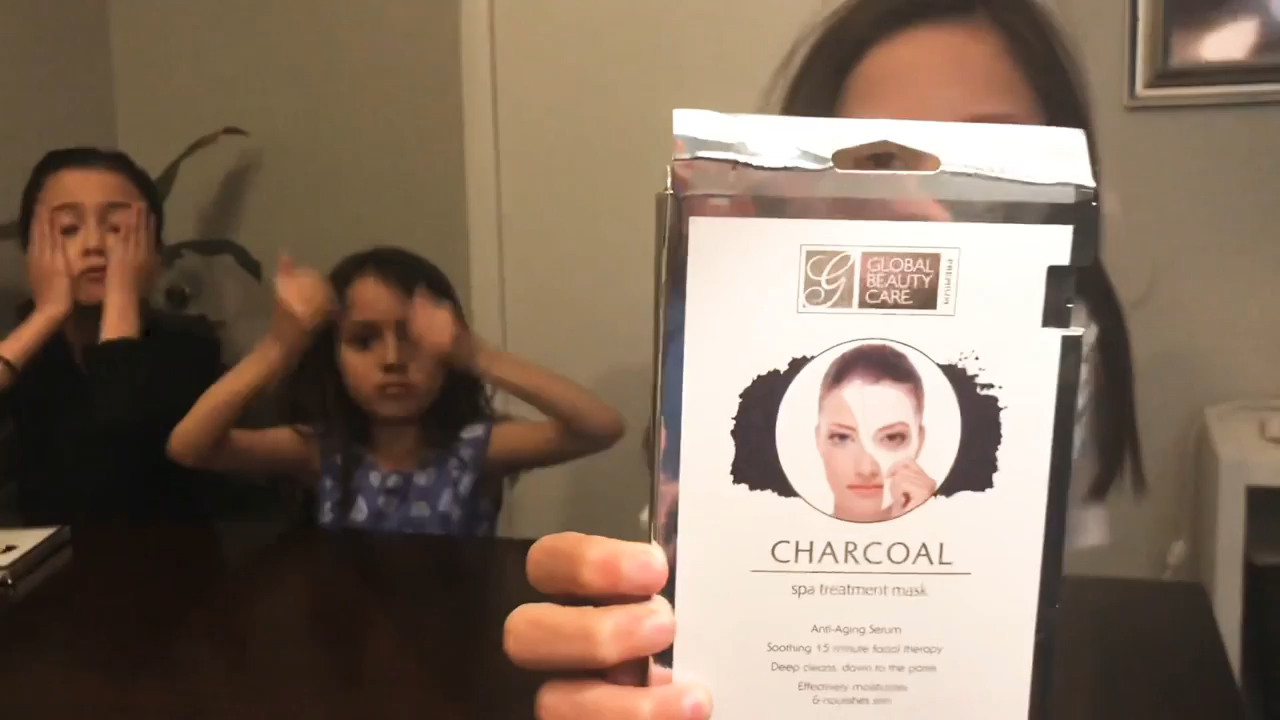 G
GLOBAL
BEAUTY
CARE
PREMIUM
CHARCOAL
spa treatment mask
Anti-Aging Serum
Soothing 15 minute facial therapy
Deep cleans, down to the pores
Effectively moisturizes
& nourishes skin